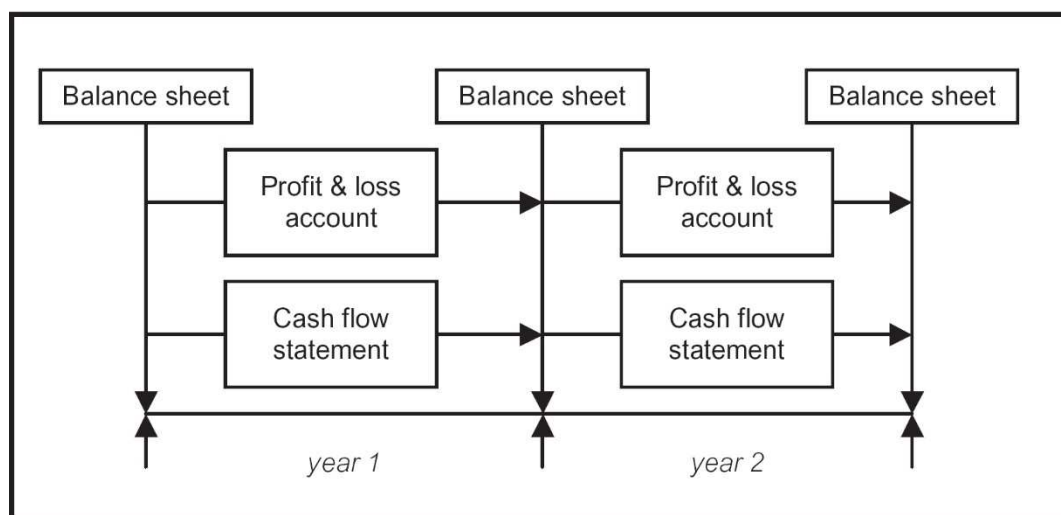 Balance sheet
Balance sheet
Balance sheet
Profit & loss
account
Profit & loss
account
Cash flow
statement
Cash flow
statement
year 1
year 2